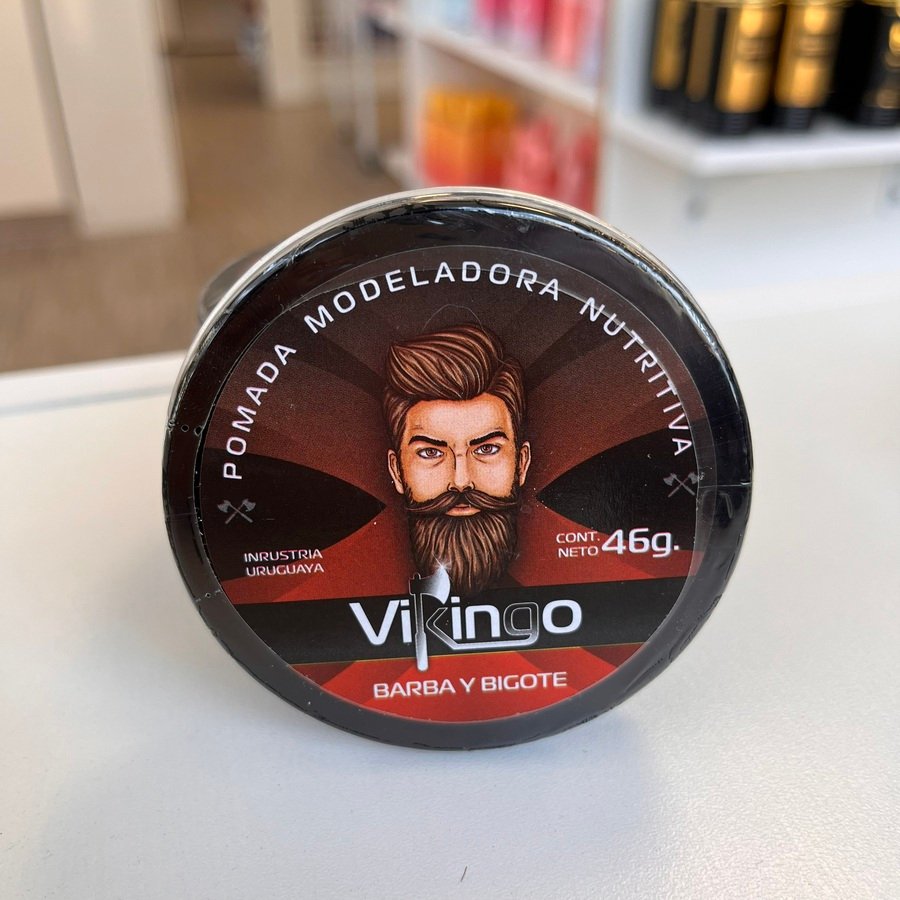 POMADA MODELADORA NUTRITIVA
INRUSTRIA
URUGUAYA
CONT.
NETO 46g.
Vikingo
BARBA Y BIGOTE